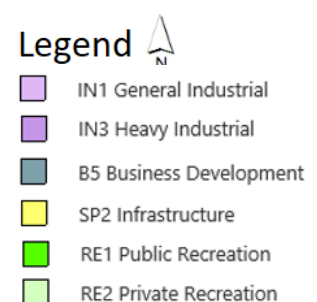 Legend
N
IN1 General Industrial
IN3 Heavy Industrial
B5 Business Development
SP2 Infrastructure
RE1 Public Recreation
RE2 Private Recreation